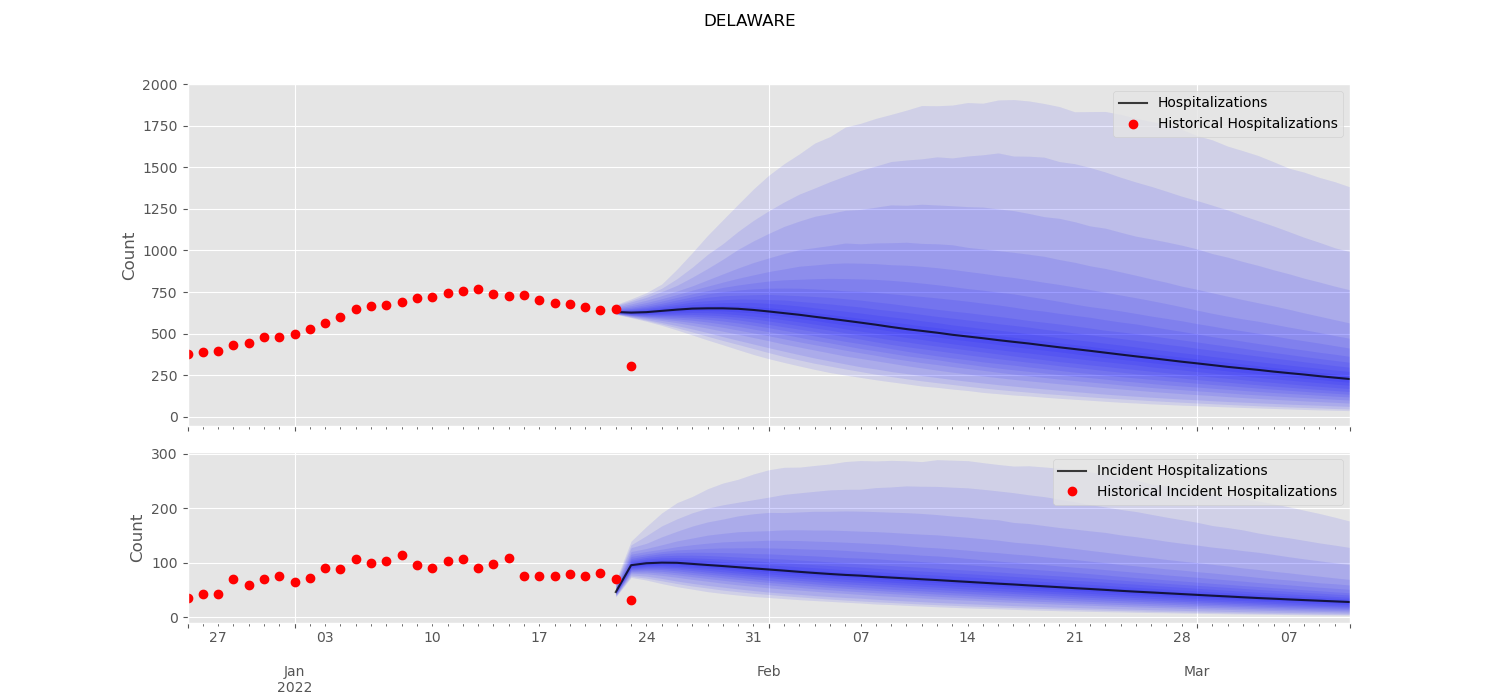 DELAWARE
2000
1750
1500
1250
1000
750
500
250
0
Count
Hospitalizations
Historical Hospitalizations
300
200
100
0
Count
Incident Hospitalizations
Historical Incident Hospitalizations
27 03 10 17 24 31 07 14 21 28 07
Jan Feb Mar
2022